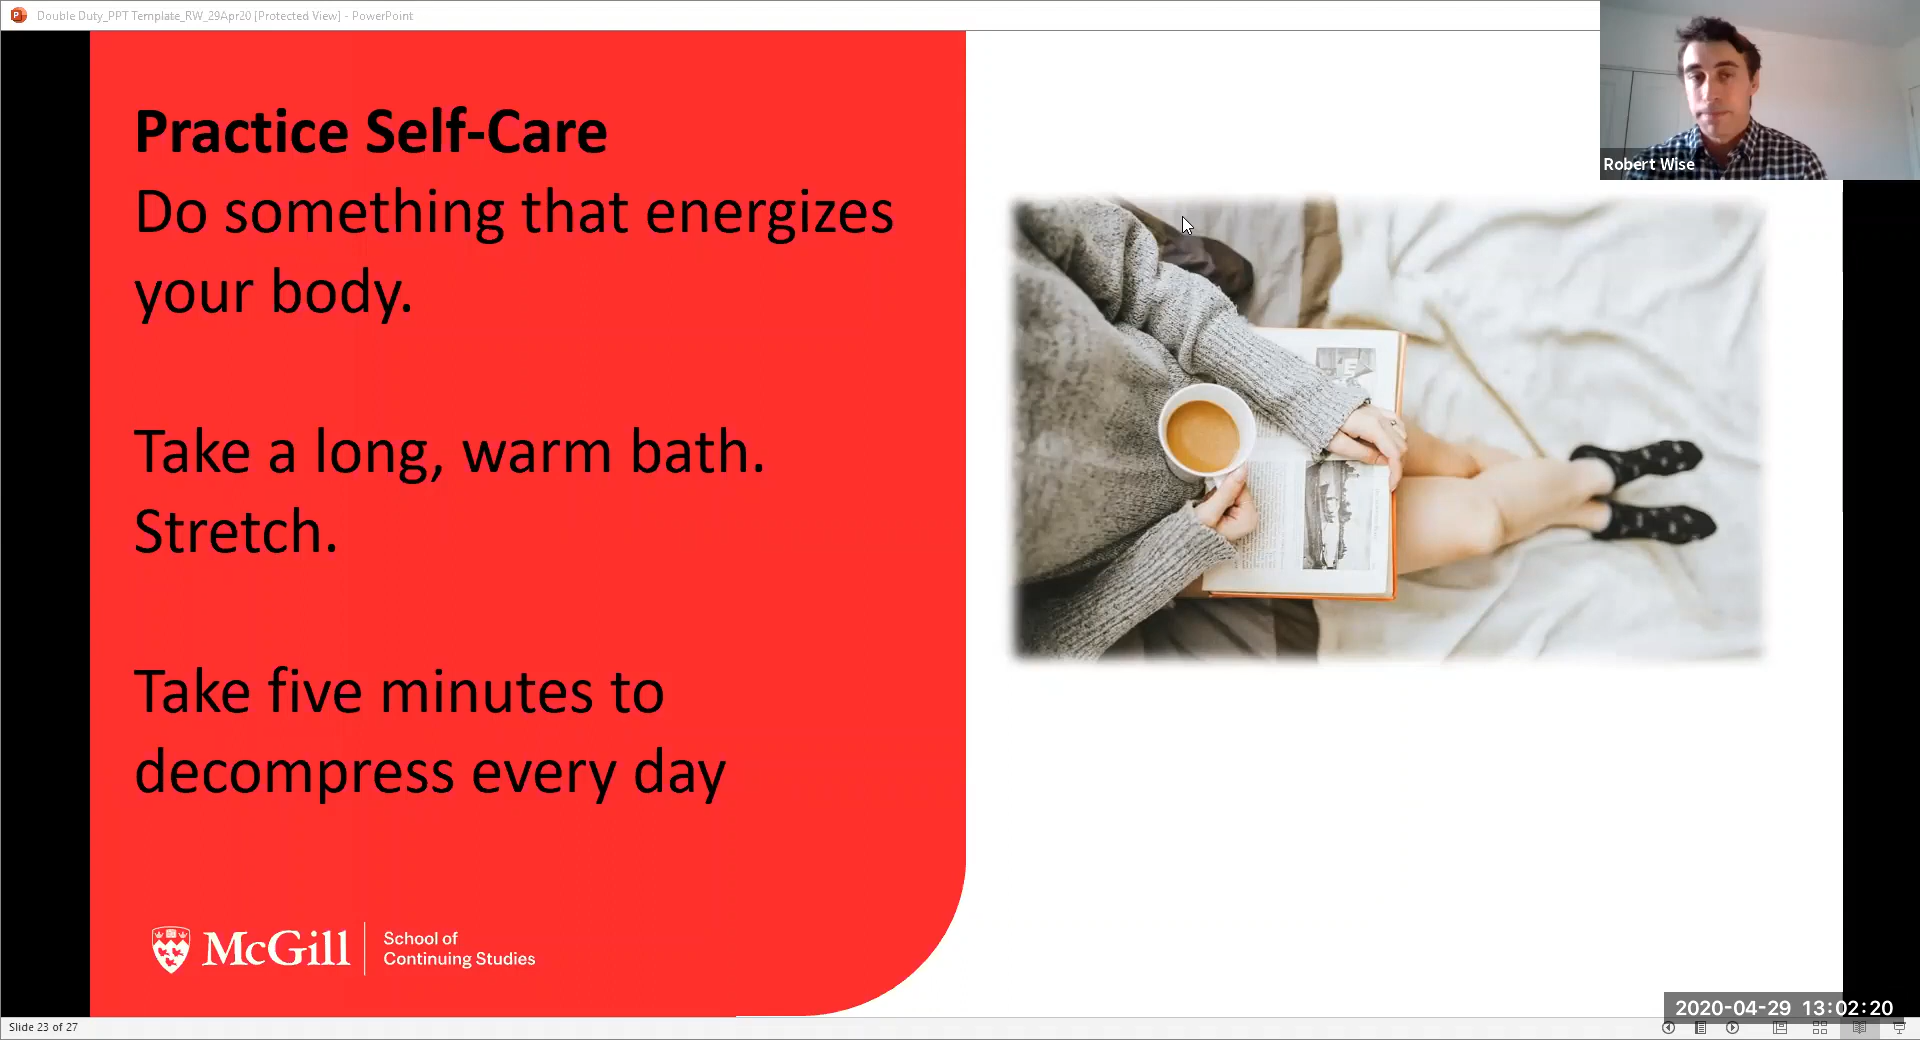 Double Duty_PPT Template_RW_29Apr20 [Protected View] - PowerPoint
Robert Wise
Practice Self-Care
Do something that energizes
your body.
Take a long, warm bath.
Stretch.
Take five minutes to
decompress every day
McGill
School of
Continuing Studies
2020-04-29 13:02:20
Slide 23 of 27